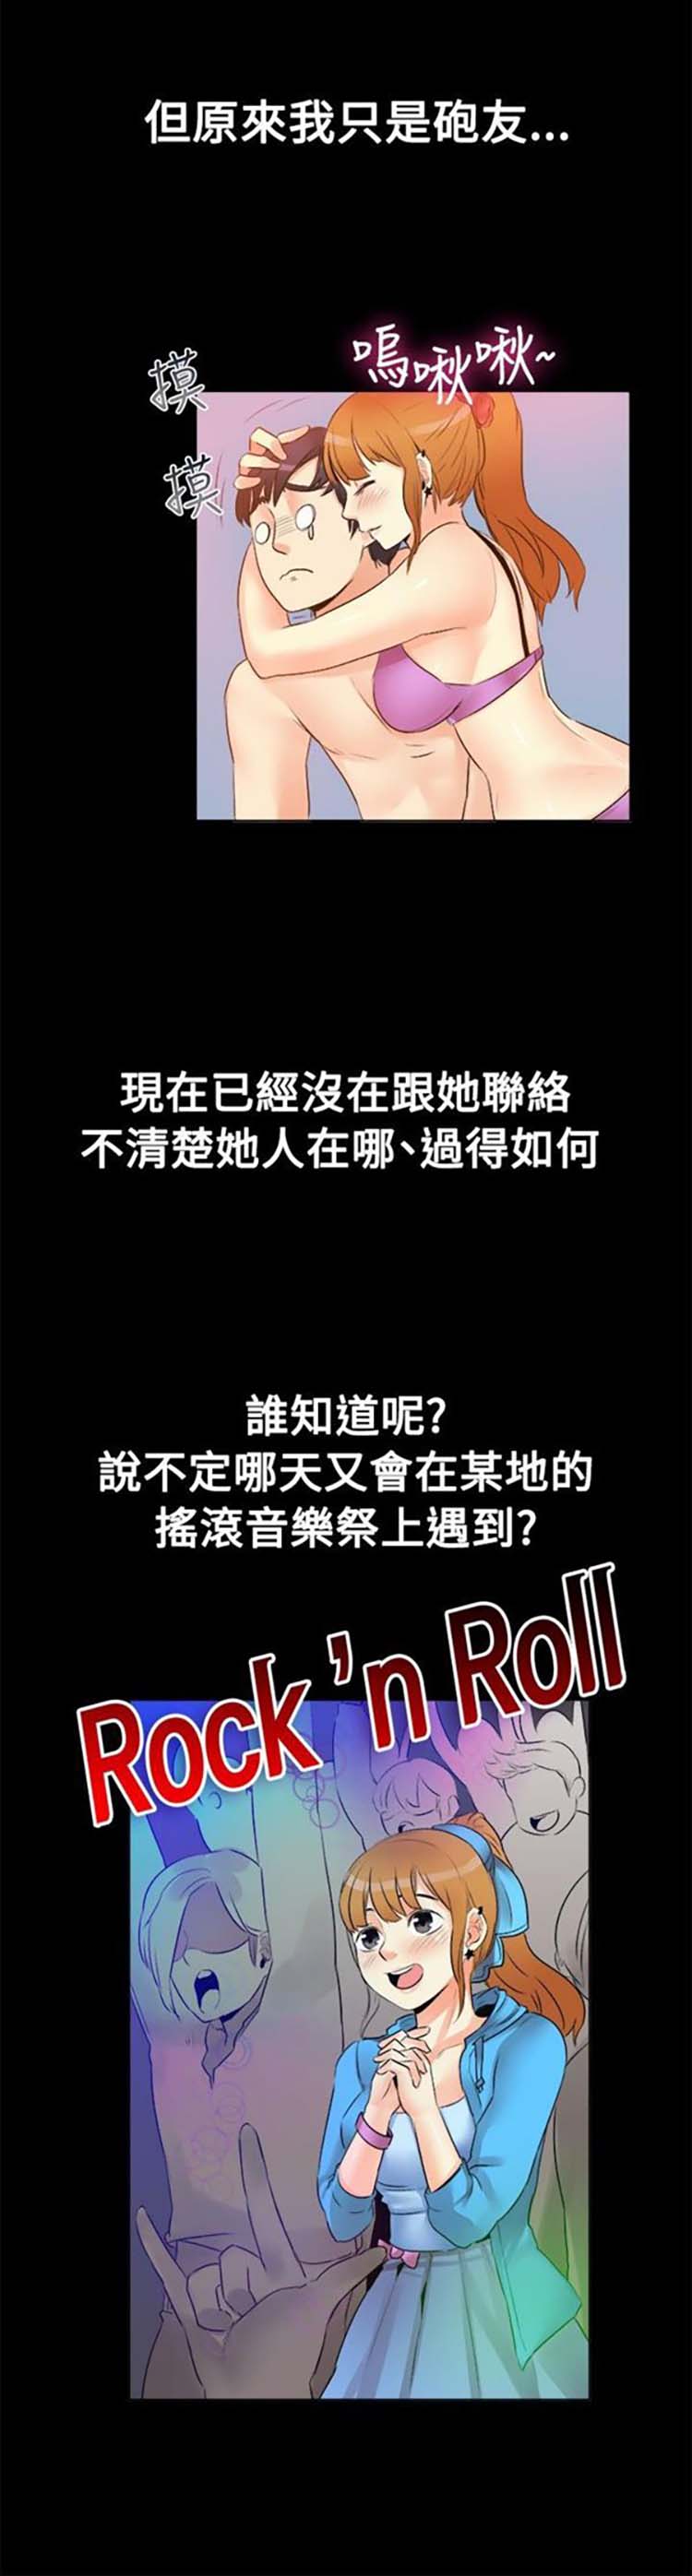 但原來我只是砲友...
嗚啾啾~
摸
摸
現在已經沒在跟她聯絡
不清楚她人在哪、過得如何
誰知道呢?
說不定哪天又會在某地的
搖滾音樂祭上遇到?
Rock 'n Roll